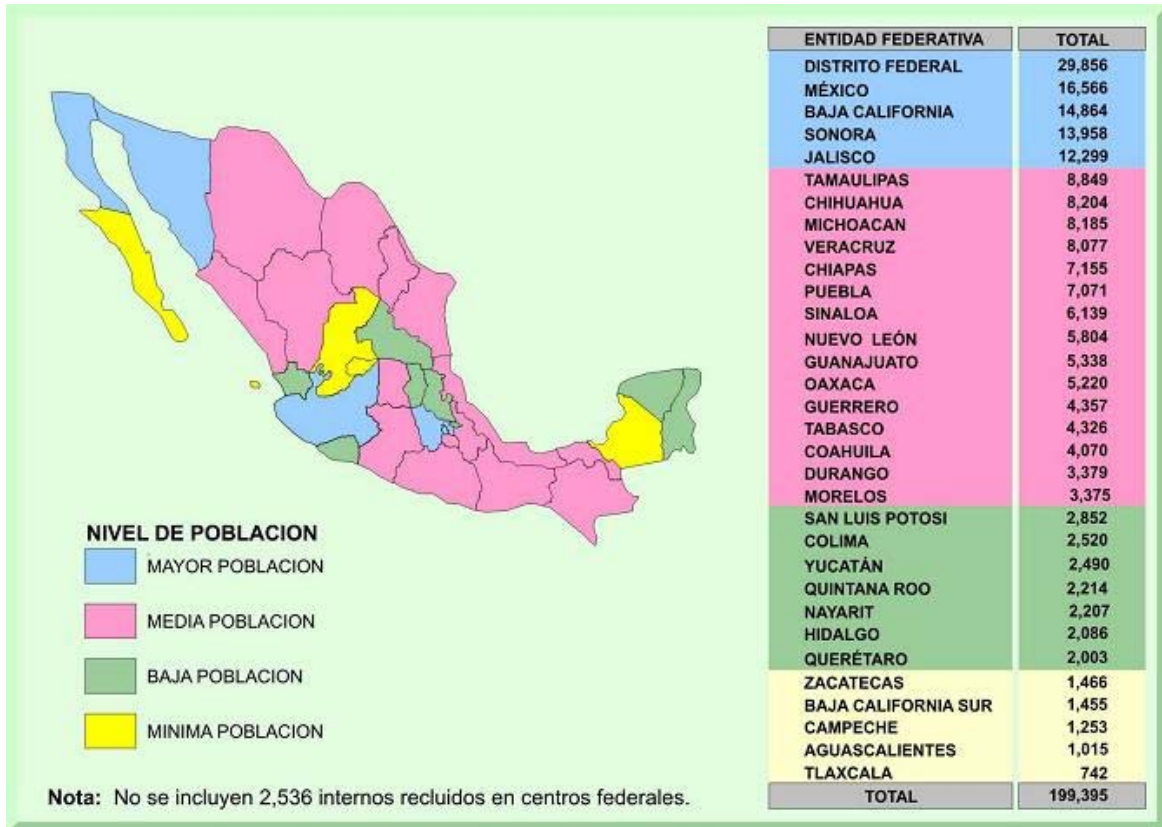 ENTIDAD FEDERATIVA TOTAL
DISTRITO FEDERAL 29,856
MÉXICO 16,566
BAJA CALIFORNIA 14,864
SONORA 13,958
JALISCO 12,299
TAMAULIPAS 8,849
CHIHUAHUA 8,204
MICHOACAN 8,185
VERACRUZ 8,077
CHIAPAS 7,155
PUEBLA 7,071
SINALOA 6,139
NUEVO LEÓN 5,804
GUANAJUATO 5,338
OAXACA 5,220
GUERRERO 4,357
TABASCO 4,326
COAHUILA 4,070
DURANGO 3,379
MORELOS 3,375
SAN LUIS POTOSI 2,852
COLIMA 2,520
YUCATÁN 2,490
QUINTANA ROO 2,214
NAYARIT 2,207
HIDALGO 2,086
QUERÉTARO 2,003
ZACATECAS 1,466
BAJA CALIFORNIA SUR 1,455
CAMPECHE 1,253
AGUASCALIENTES 1,015
TLAXCALA 742
TOTAL 199,395
NIVEL DE POBLACION
MAYOR POBLACION
MEDIA POBLACION
BAJA POBLACION
MINIMA POBLACION
Nota: No se incluyen 2,536 internos recluidos en centros federales.